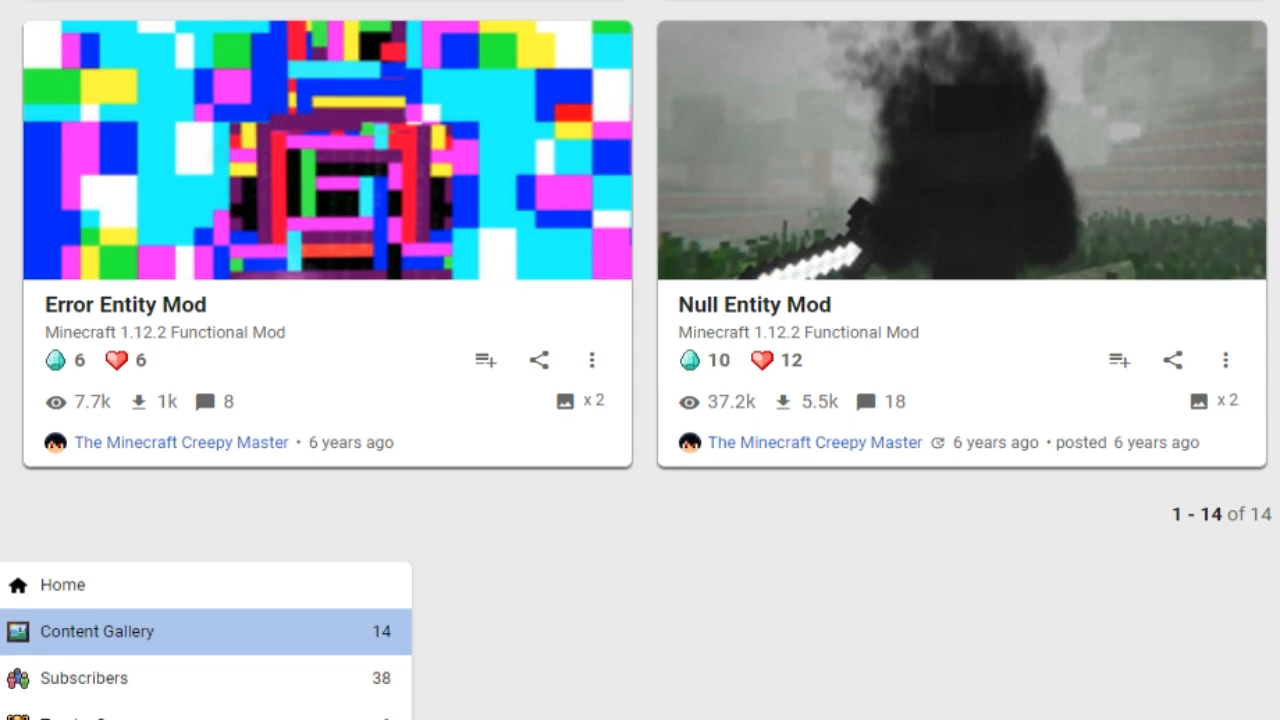 Error Entity Mod
Minecraft 1.12.2 Functional Mod
6 6
7.7k 1k 8 x 2
The Minecraft Creepy Master • 6 years ago
Null Entity Mod
Minecraft 1.12.2 Functional Mod
10 12
37.2k 5.5k 18 x 2
The Minecraft Creepy Master 6 years ago • posted 6 years ago
1 - 14 of 14
Home
Content Gallery 14
Subscribers 38